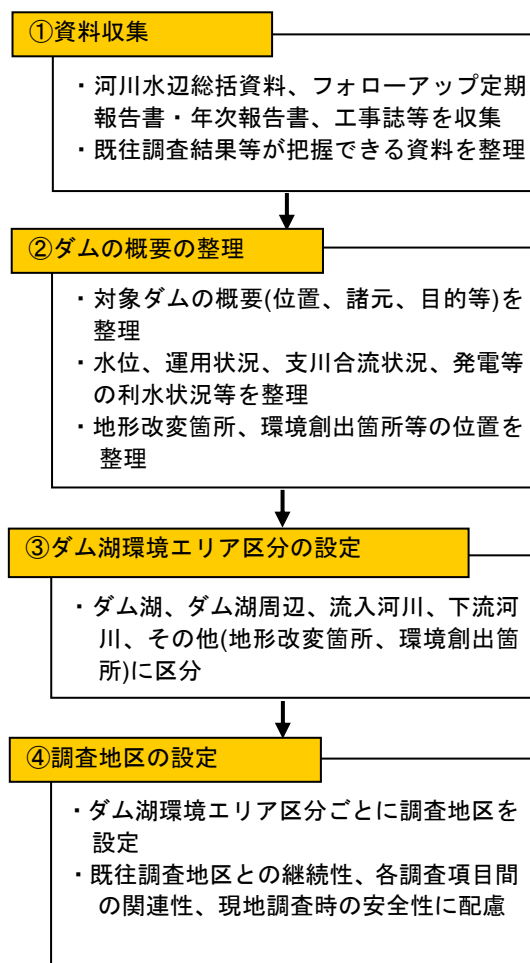 ①資料収集
・河川水辺総括資料、フォローアップ定期
報告書・年次報告書、工事誌等を収集
・既往調査結果等が把握できる資料を整理
②ダムの概要の整理
・対象ダムの概要(位置、諸元、目的等)を
整理
・水位、運用状況、支川合流状況、発電等
の利水状況等を整理
・地形改変箇所、環境創出箇所等の位置を
整理
③ダム湖環境エリア区分の設定
・ダム湖、ダム湖周辺、流入河川、下流河
川、その他(地形改変箇所、環境創出箇
所)に区分
④調査地区の設定
・ダム湖環境エリア区分ごとに調査地区を
設定
・既往調査地区との継続性、各調査項目間
の関連性、現地調査時の安全性に配慮